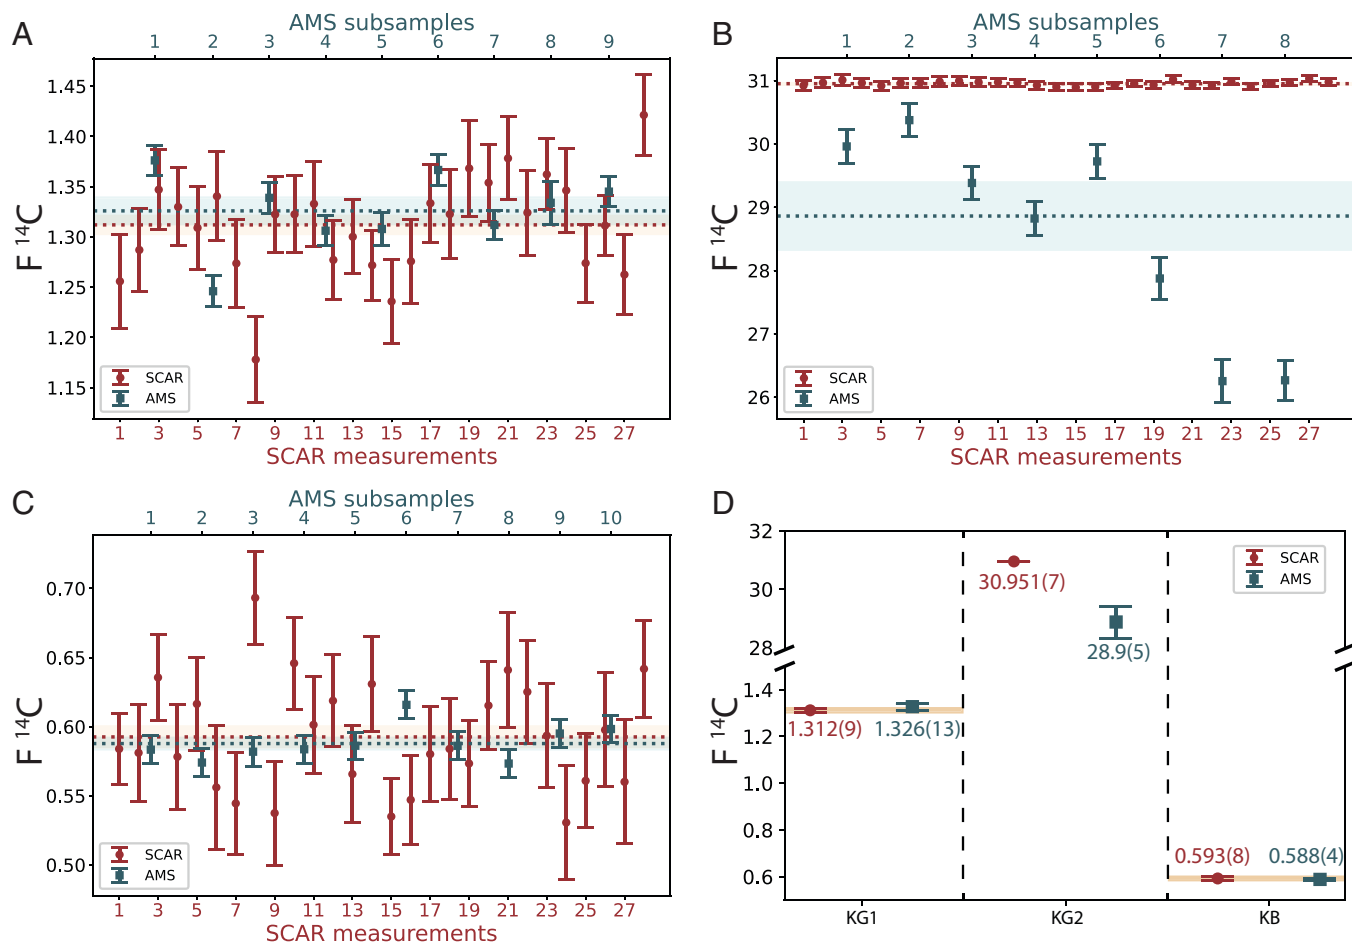 A
AMS subsamples
1 2 3 4 5 6 7 8 9
F ¹⁴C
1.45
1.40
1.35
1.30
1.25
1.20
1.15
SCAR
AMS
1 3 5 7 9 11 13 15 17 19 21 23 25 27
SCAR measurements
B
AMS subsamples
1 2 3 4 5 6 7 8
F ¹⁴C
31
30
29
28
27
26
SCAR
AMS
1 3 5 7 9 11 13 15 17 19 21 23 25 27
SCAR measurements
C
AMS subsamples
1 2 3 4 5 6 7 8 9 10
F ¹⁴C
0.70
0.65
0.60
0.55
0.50
SCAR
AMS
1 3 5 7 9 11 13 15 17 19 21 23 25 27
SCAR measurements
D
F ¹⁴C
32
30
28
1.4
1.2
1.0
0.8
0.6
SCAR
AMS
30.951(7)
28.9(5)
1.312(9) 1.326(13)
0.593(8) 0.588(4)
KG1 KG2 KB